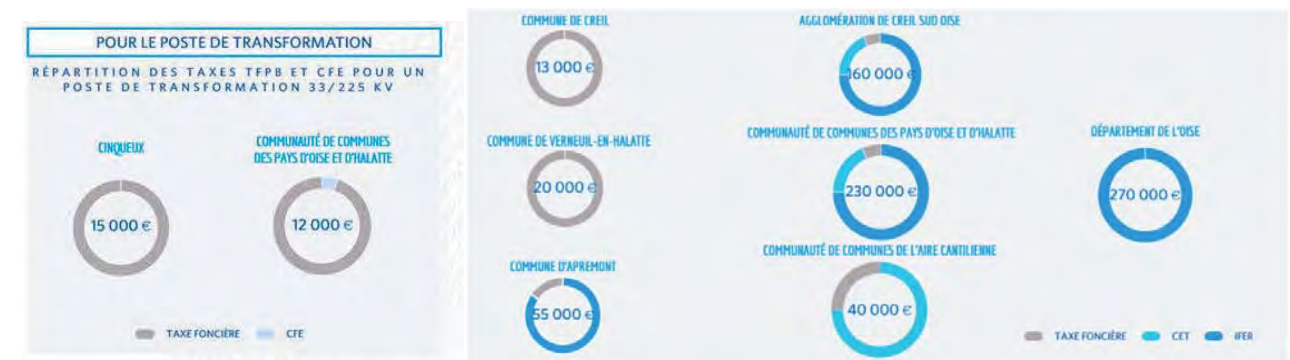 POUR LE POSTE DE TRANSFORMATION
RÉPARTITION DES TAXES TFPB ET CFE POUR UN
POSTE DE TRANSFORMATION 33/225 KV
CINQUEUX
15 000 €
COMMUNAUTÉ DE COMMUNES
DES PAYS D'OISE ET D'HALATTE
12 000 €
TAXE FONCIÈRE
CFE
COMMUNE DE CREIL
13 000 €
AGGLOMÉRATION DE CREIL SUD OISE
160 000 €
COMMUNE DE VERNEUIL-EN-HALATTE
20 000 €
COMMUNAUTÉ DE COMMUNES DES PAYS D'OISE ET D'HALATTE
230 000 €
DÉPARTEMENT DE L'OISE
270 000 €
COMMUNE D'APREMONT
55 000 €
COMMUNAUTÉ DE COMMUNES DE L'AIRE CANTILIENNE
40 000 €
TAXE FONCIÈRE
CET
IFER